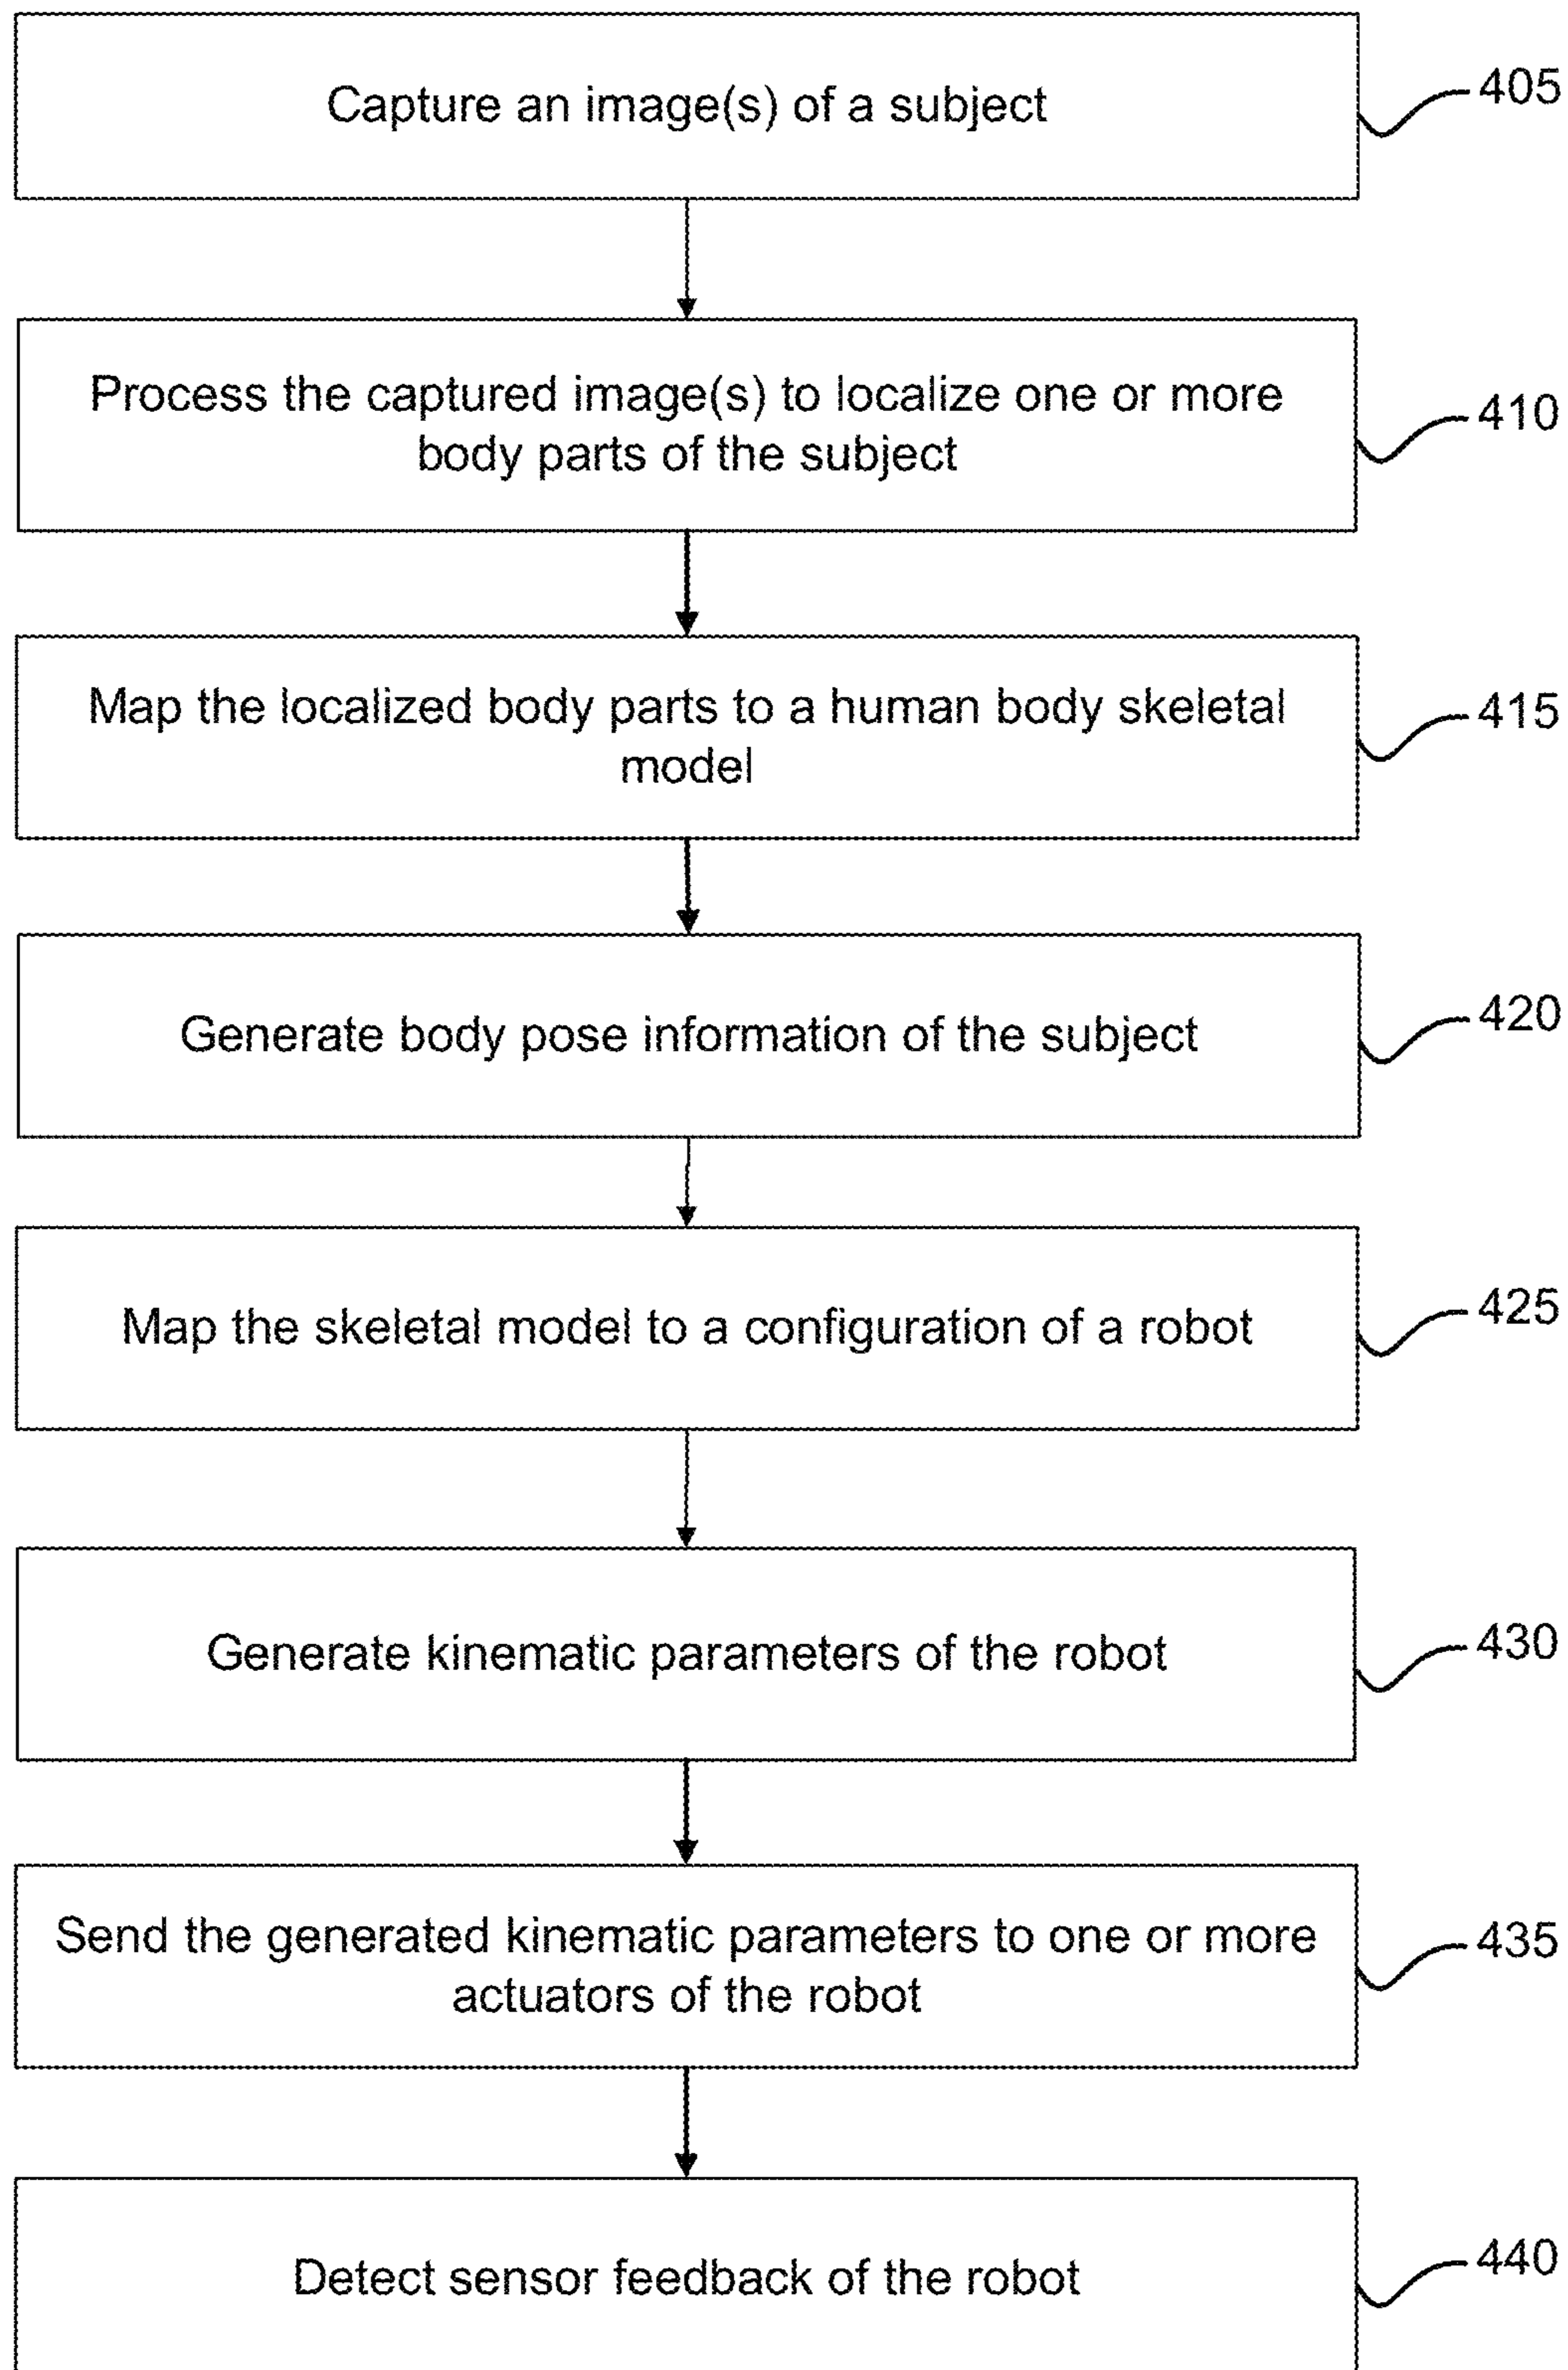 Capture an image(s) of a subject
405
Process the captured image(s) to localize one or more
body parts of the subject
410
Map the localized body parts to a human body skeletal
model
415
Generate body pose information of the subject
420
Map the skeletal model to a configuration of a robot
425
Generate kinematic parameters of the robot
430
Send the generated kinematic parameters to one or more
actuators of the robot
435
Detect sensor feedback of the robot
440